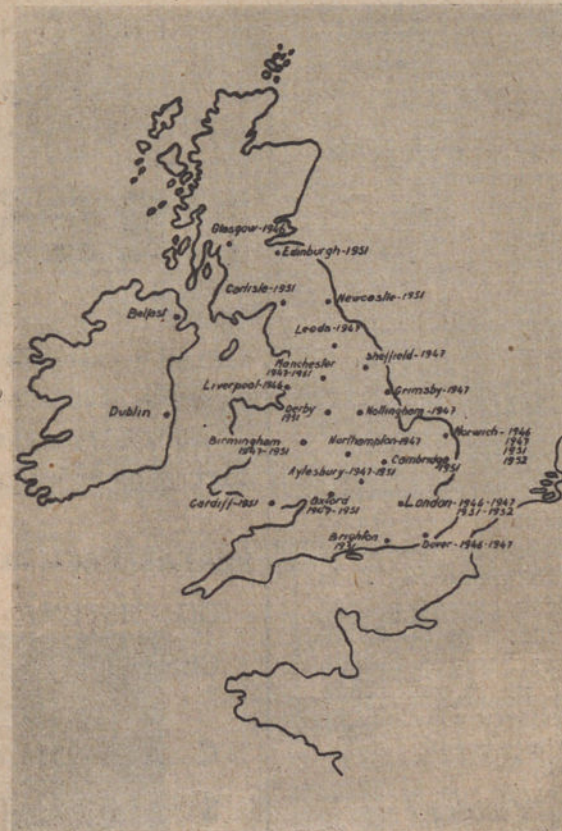 Glasgow-1946
Edinburgh-1951
Carlisle-1951
Newcastle-1951
Belfast
Leeds-1947
Sheffield-1947
Manchester
1947-1951
Liverpool-1946
Grimsby-1947
Dublin
Derby
1951
Nottingham-1947
Norwich-1946
1947
1951
1952
Birmingham
1947-1951
Northampton-1947
Cambridge
1951
Aylesbury-1947-1951
Cardiff-1951
Oxford
1947-1951
London-1946-1947
1951-1952
Brighton
1951
Dover-1946-1947